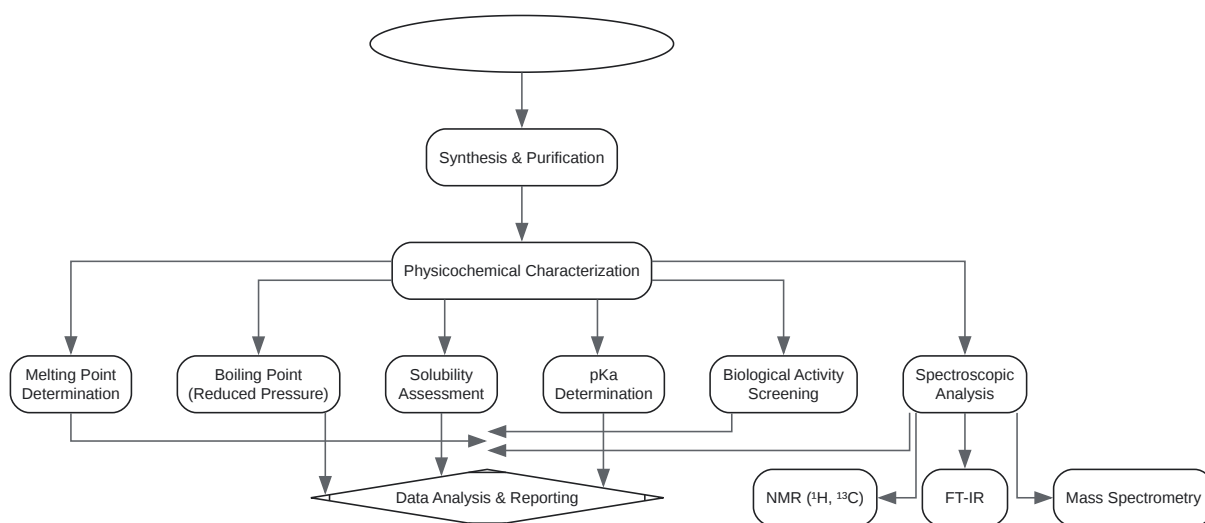 Synthesis & Purification
Physicochemical Characterization
Melting Point
Determination
Boiling Point
(Reduced Pressure)
Solubility
Assessment
pKa
Determination
Biological Activity
Screening
Spectroscopic
Analysis
Data Analysis & Reporting
NMR (¹H, ¹³C)
FT-IR
Mass Spectrometry